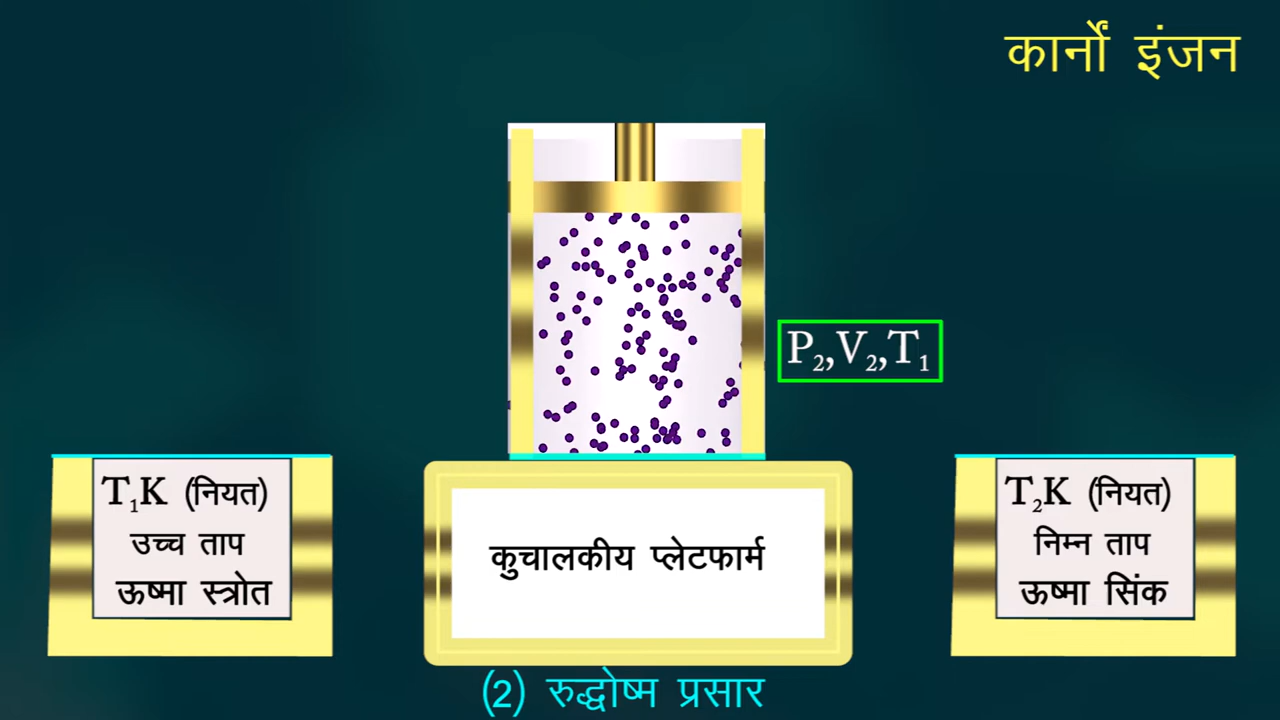 कार्नों इंजन
P₂,V₂,T₁
T₁K (नियत)
उच्च ताप
ऊष्मा स्त्रोत
कुचालकीय प्लेटफार्म
T₂K (नियत)
निम्न ताप
ऊष्मा सिंक
(2) रुद्धोष्म प्रसार